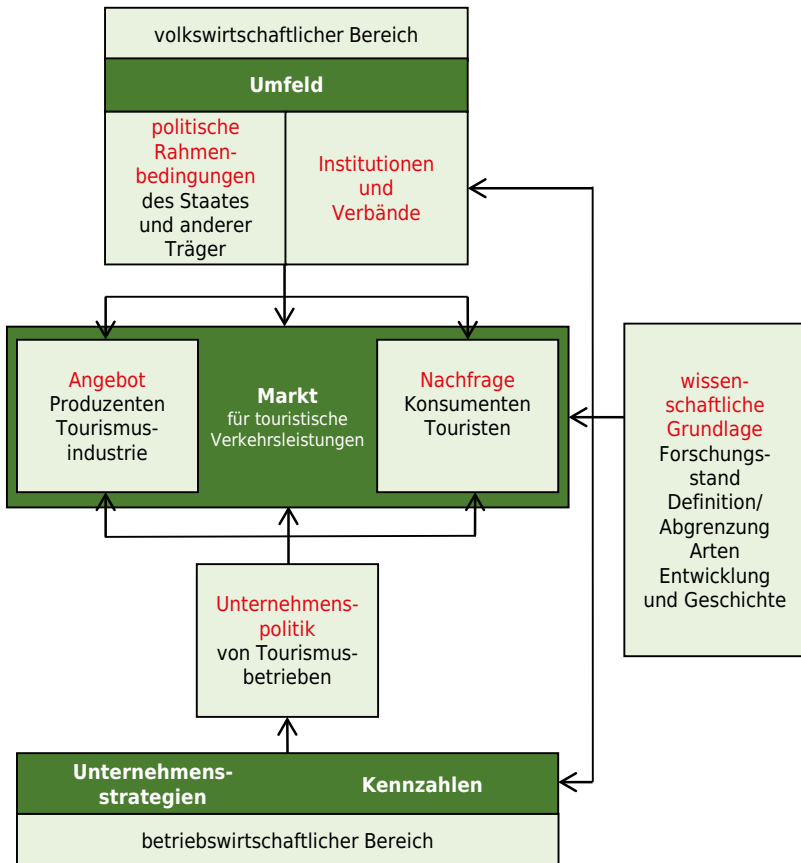 volkswirtschaftlicher Bereich
Umfeld
politische
Rahmen-
bedingungen
des Staates
und anderer
Träger
Institutionen
und
Verbände
Angebot
Produzenten
Tourismus-
industrie
Markt
für touristische
Verkehrsleistungen
Nachfrage
Konsumenten
Touristen
wissen-
schaftliche
Grundlage
Forschungs-
stand
Definition/
Abgrenzung
Arten
Entwicklung
und Geschichte
Unternehmens-
politik
von Tourismus-
betrieben
Unternehmens-
strategien
Kennzahlen
betriebswirtschaftlicher Bereich